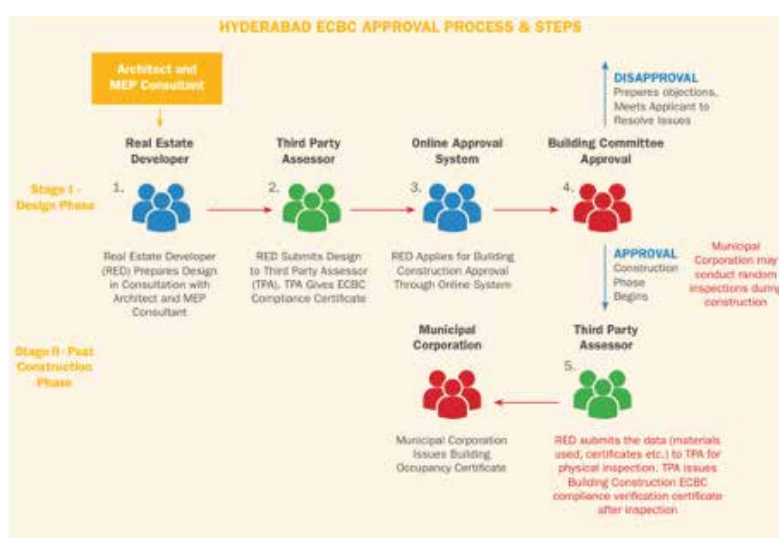 HYDERABAD ECBC APPROVAL PROCESS & STEPS
Architect and
MEP Consultant
DISAPPROVAL
Prepares objections,
Meets Applicant to
Resolve Issues
Real Estate
Developer
Third Party
Assessor
Online Approval
System
Building Committee
Approval
Stage I -
Design Phase
1.
2.
3.
4.
Real Estate Developer
(RED) Prepares Design
in Consultation with
Architect and MEP
Consultant
RED Submits Design
to Third Party Assessor
(TPA). TPA Gives ECBC
Compliance Certificate
RED Applies for Building
Construction Approval
Through Online System
APPROVAL
Construction
Phase
Begins
Municipal
Corporation may
conduct random
inspections during
construction
Stage II - Post
Construction
Phase
Municipal
Corporation
Third Party
Assessor
5.
Municipal Corporation
Issues Building
Occupancy Certificate
RED submits the data (materials
used, certificates etc.) to TPA for
physical inspection. TPA issues
Building Construction ECBC
compliance verification certificate
after inspection